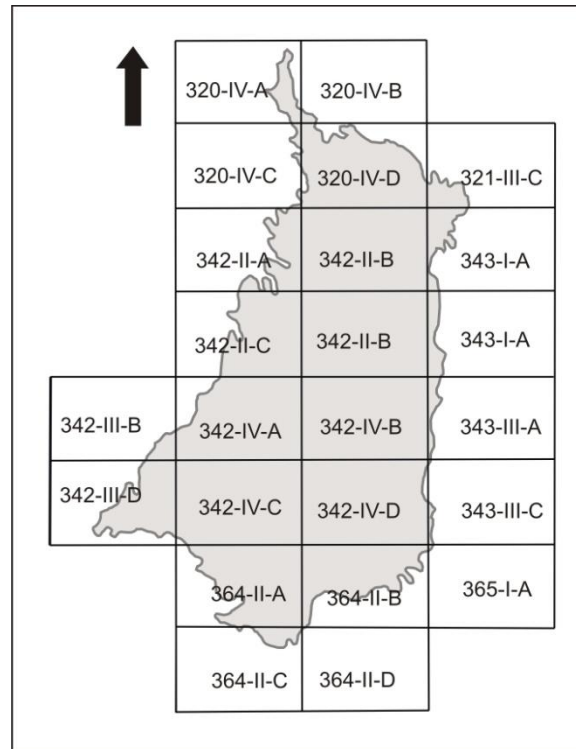 320-IV-A 320-IV-B
320-IV-C 320-IV-D 321-III-C
342-II-A 342-II-B 343-I-A
342-II-C 342-II-B 343-I-A
342-III-B 342-IV-A 342-IV-B 343-III-A
342-III-D 342-IV-C 342-IV-D 343-III-C
364-II-A 364-II-B 365-I-A
364-II-C 364-II-D